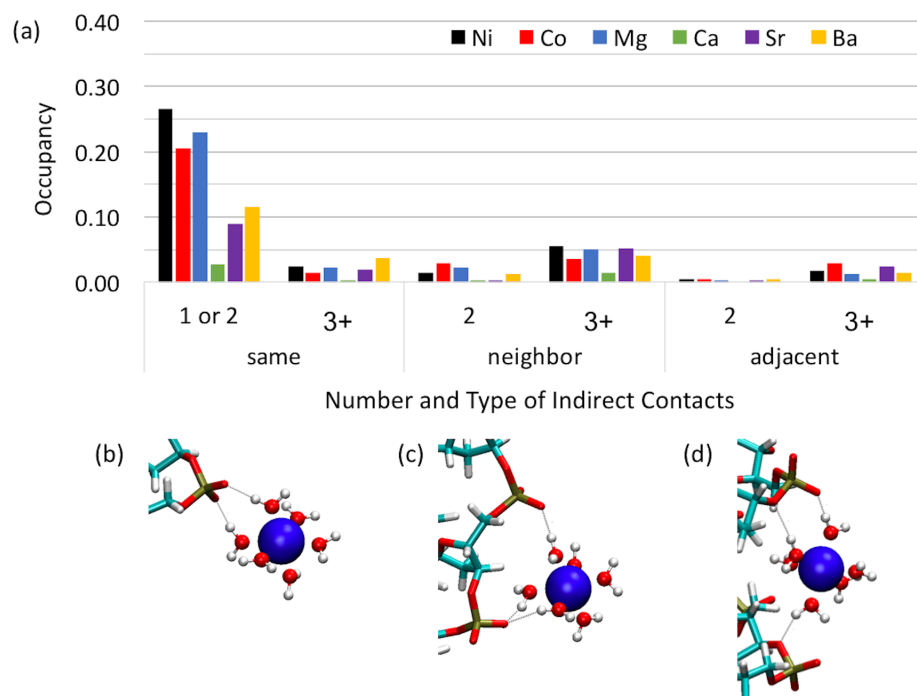 (a)
0.40
Ni Co Mg Ca Sr Ba
0.30
0.20
0.10
0.00
Occupancy
1 or 2 3+ 2 3+ 2 3+
same neighbor adjacent
Number and Type of Indirect Contacts
(b) (c) (d)